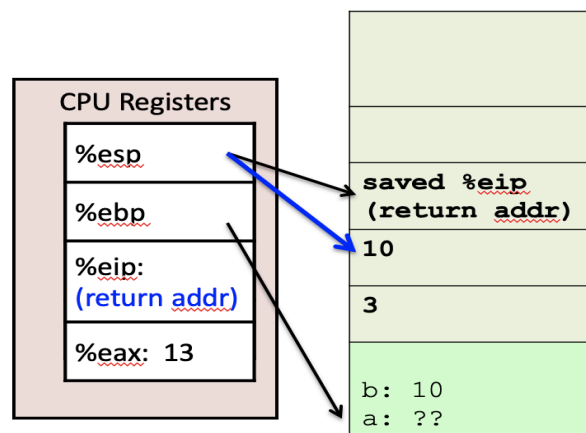 CPU Registers
%esp
%ebp
%eip:
(return addr)
%eax: 13
saved %eip
(return addr)
10
3
b: 10
a: ??